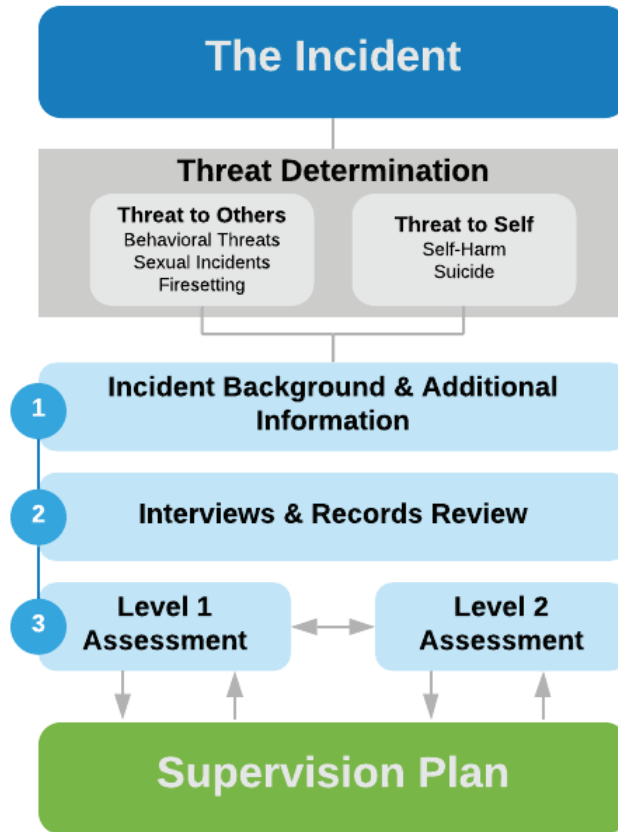 The Incident
Threat Determination
Threat to Others
Behavioral Threats
Sexual Incidents
Firesetting
Threat to Self
Self-Harm
Suicide
1
Incident Background & Additional
Information
2
Interviews & Records Review
3
Level 1
Assessment
Level 2
Assessment
Supervision Plan